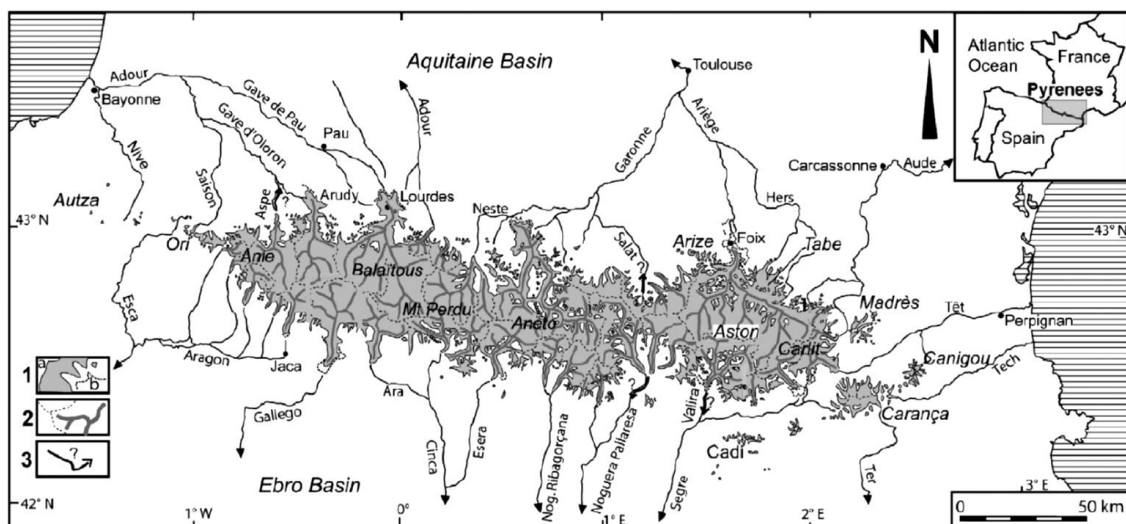 Aquitaine Basin
N
Atlantic
Ocean
France
Pyrenees
Spain
Adour
Bayonne
Nive
Gave de Pau
Gave d'Oloron
Pau
Adour
Toulouse
Garonne
Ariège
Carcassonne
Aude
Autza
Saison
Aspe
?
Arudy
Lourdes
Neste
Salat
?
Hers
43° N
43° N
Ori
Anie
Balaïtous
Arize
Foix
Tabe
Mt Perdu
Aneto
Aston
Carlit
Madrès
Têt
Perpignan
Canigou
Tech
Esca
Aragon
Jaca
Ara
Gallego
Cinca
Esera
Nog. Ribagorçana
Noguera Pallaresa
?
Valira
?
Segre
Cadí
Carança
Ter
1
a
b
2
3
?
Ebro Basin
42° N
1° W
0°
1° E
2° E
3° E
0
50 km